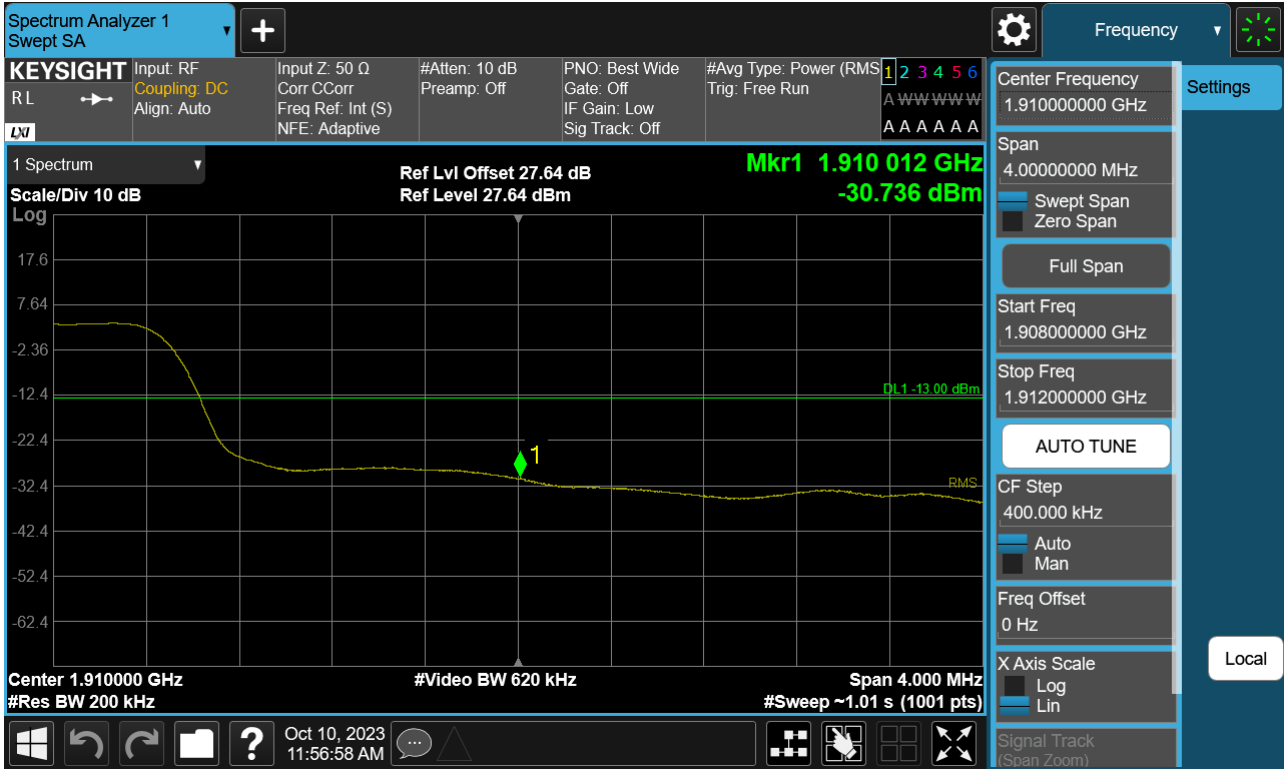 Spectrum Analyzer 1
Swept SA
Frequency
KEYSIGHT
R L
LXI
Input: RF
Coupling: DC
Align: Auto
Input Z: 50 Ω
Corr CCorr
Freq Ref: Int (S)
NFE: Adaptive
#Atten: 10 dB
Preamp: Off
PNO: Best Wide
Gate: Off
IF Gain: Low
Sig Track: Off
#Avg Type: Power (RMS
Trig: Free Run
1 2 3 4 5 6
A W W W W W
A A A A A A
1 Spectrum
Scale/Div 10 dB
Log
Ref Lvl Offset 27.64 dB
Ref Level 27.64 dBm
Mkr1 1.910 012 GHz
-30.736 dBm
17.6
7.64
-2.36
-12.4
-22.4
-32.4
-42.4
-52.4
-62.4
DL1 -13.00 dBm
1
RMS
Center 1.910000 GHz
#Video BW 620 kHz
Span 4.000 MHz
#Res BW 200 kHz
#Sweep ~1.01 s (1001 pts)
Oct 10, 2023
11:56:58 AM
Center Frequency
1.910000000 GHz
Span
4.00000000 MHz
Swept Span
Zero Span
Full Span
Start Freq
1.908000000 GHz
Stop Freq
1.912000000 GHz
AUTO TUNE
CF Step
400.000 kHz
Auto
Man
Freq Offset
0 Hz
X Axis Scale
Log
Lin
Signal Track
(Span Zoom)
Settings
Local